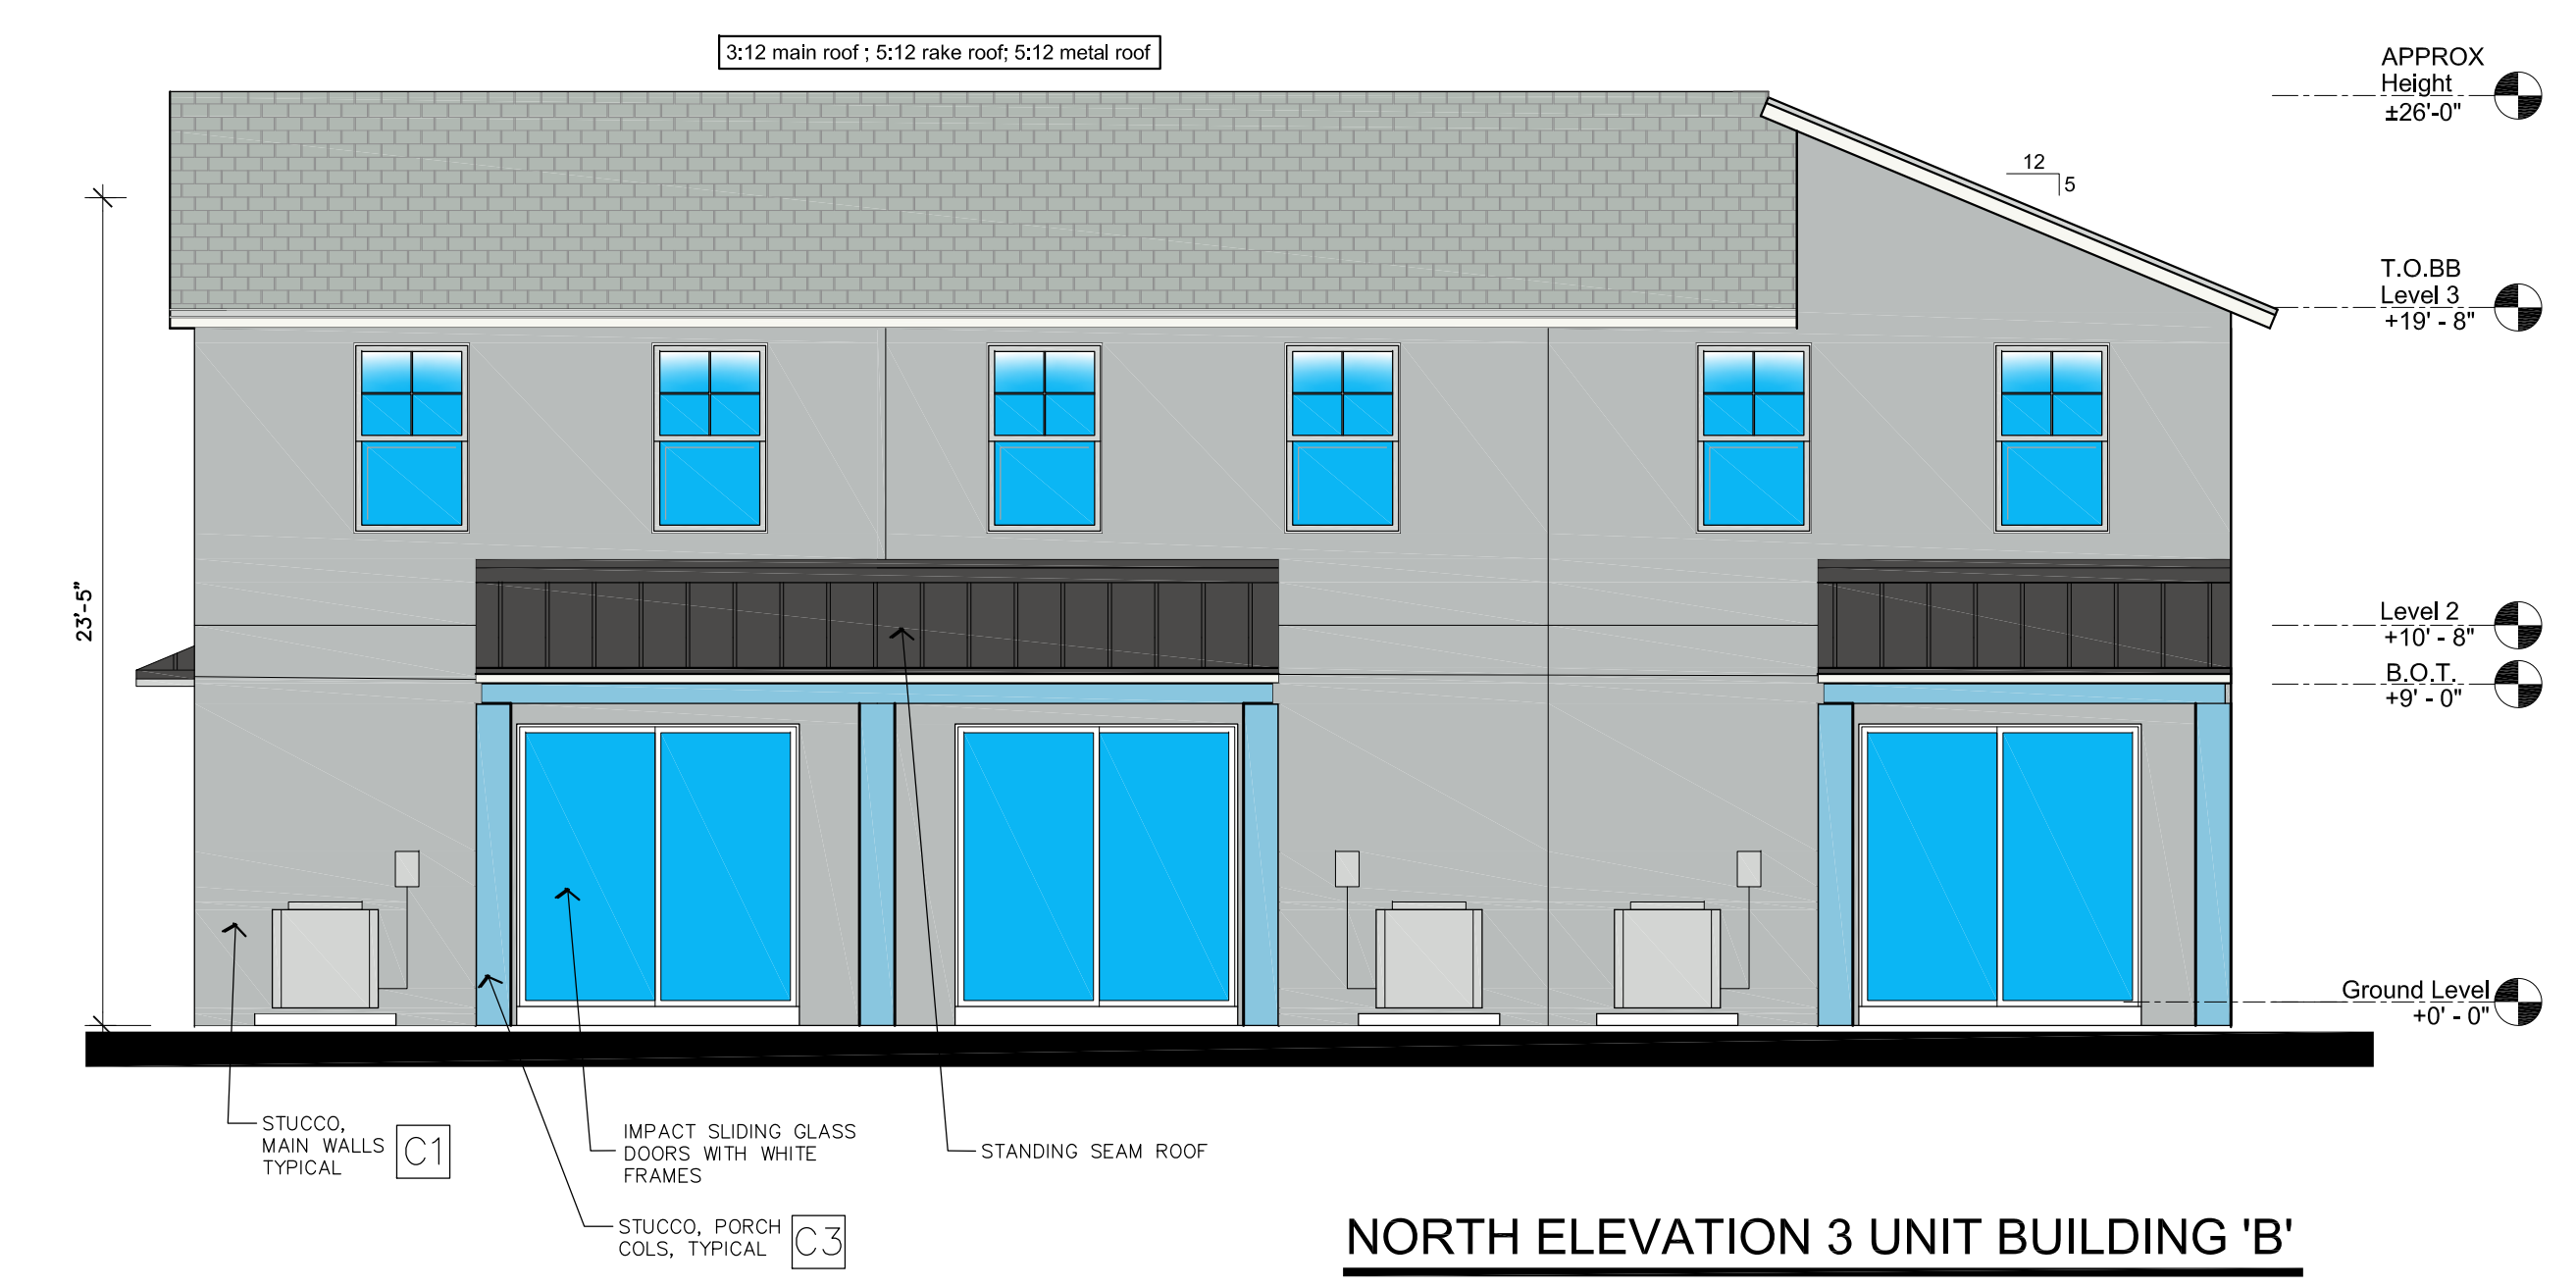 3:12 main roof ; 5:12 rake roof; 5:12 metal roof
APPROX
Height
±26'-0"
12
5
T.O.BB
Level 3
+19' - 8"
23'-5"
Level 2
+10' - 8"
B.O.T.
+9' - 0"
Ground Level
+0' - 0"
STUCCO,
MAIN WALLS
TYPICAL
C1
IMPACT SLIDING GLASS
DOORS WITH WHITE
FRAMES
STANDING SEAM ROOF
STUCCO, PORCH
COLS, TYPICAL
C3
NORTH ELEVATION 3 UNIT BUILDING 'B'